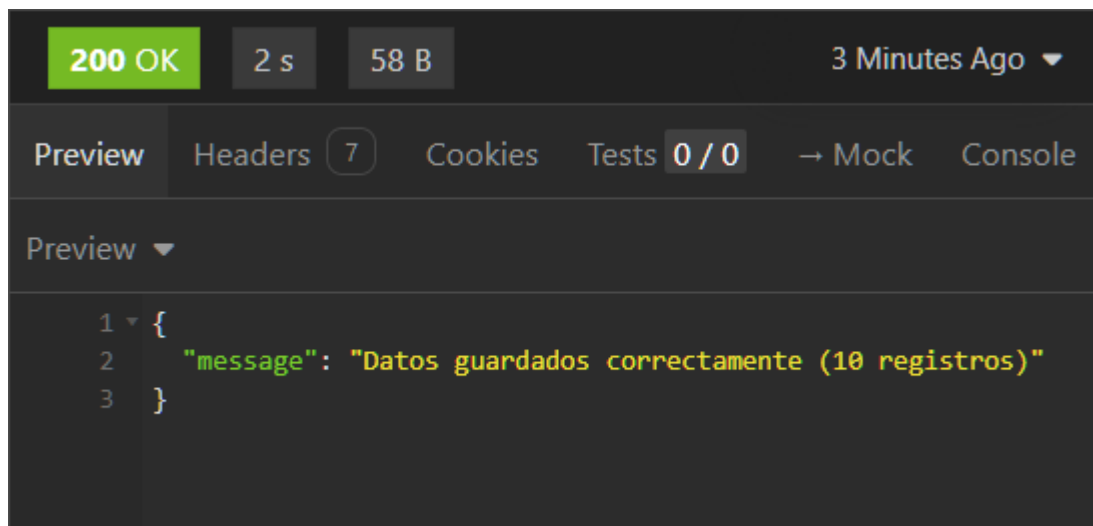 200 OK 2 s 58 B 3 Minutes Ago
Preview Headers 7 Cookies Tests 0 / 0 → Mock Console
Preview
1 {
2 "message": "Datos guardados correctamente (10 registros)"
3 }